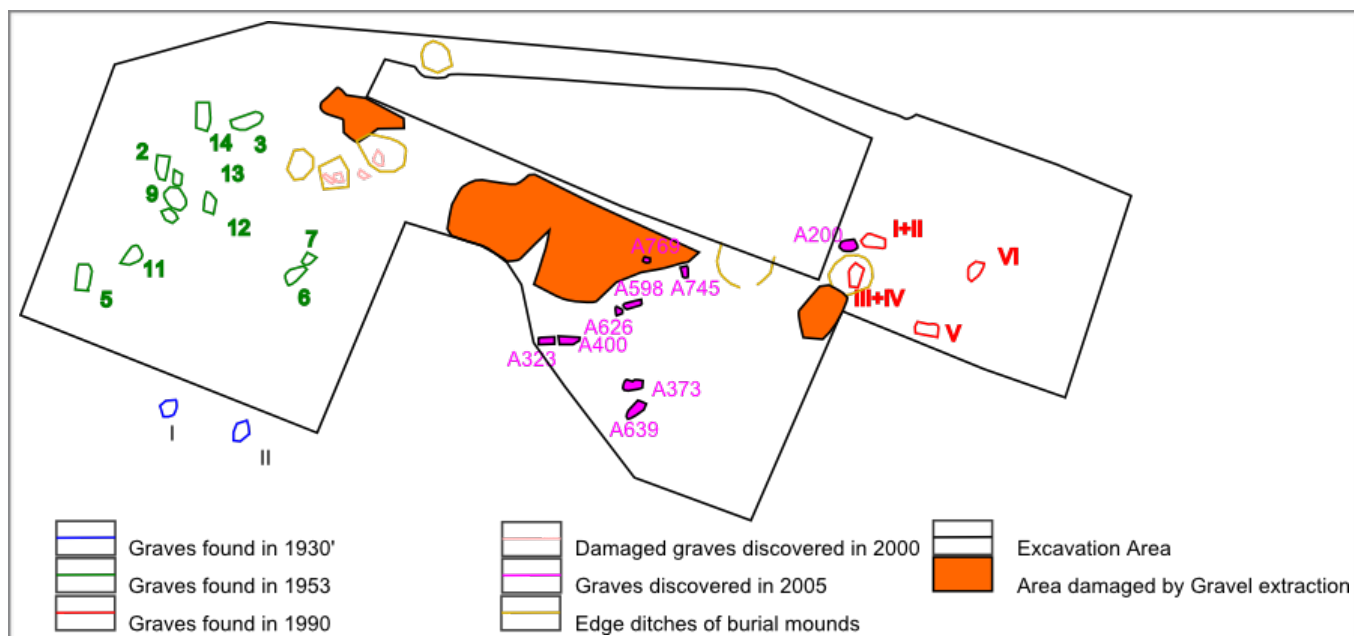 14
3
2
13
9
12
7
11
5
6
I
II
A200
I+II
A769
VI
A745
A598
III+IV
A626
V
A400
A323
A373
A639
Graves found in 1930'
Graves found in 1953
Graves found in 1990
Damaged graves discovered in 2000
Graves discovered in 2005
Edge ditches of burial mounds
Excavation Area
Area damaged by Gravel extraction